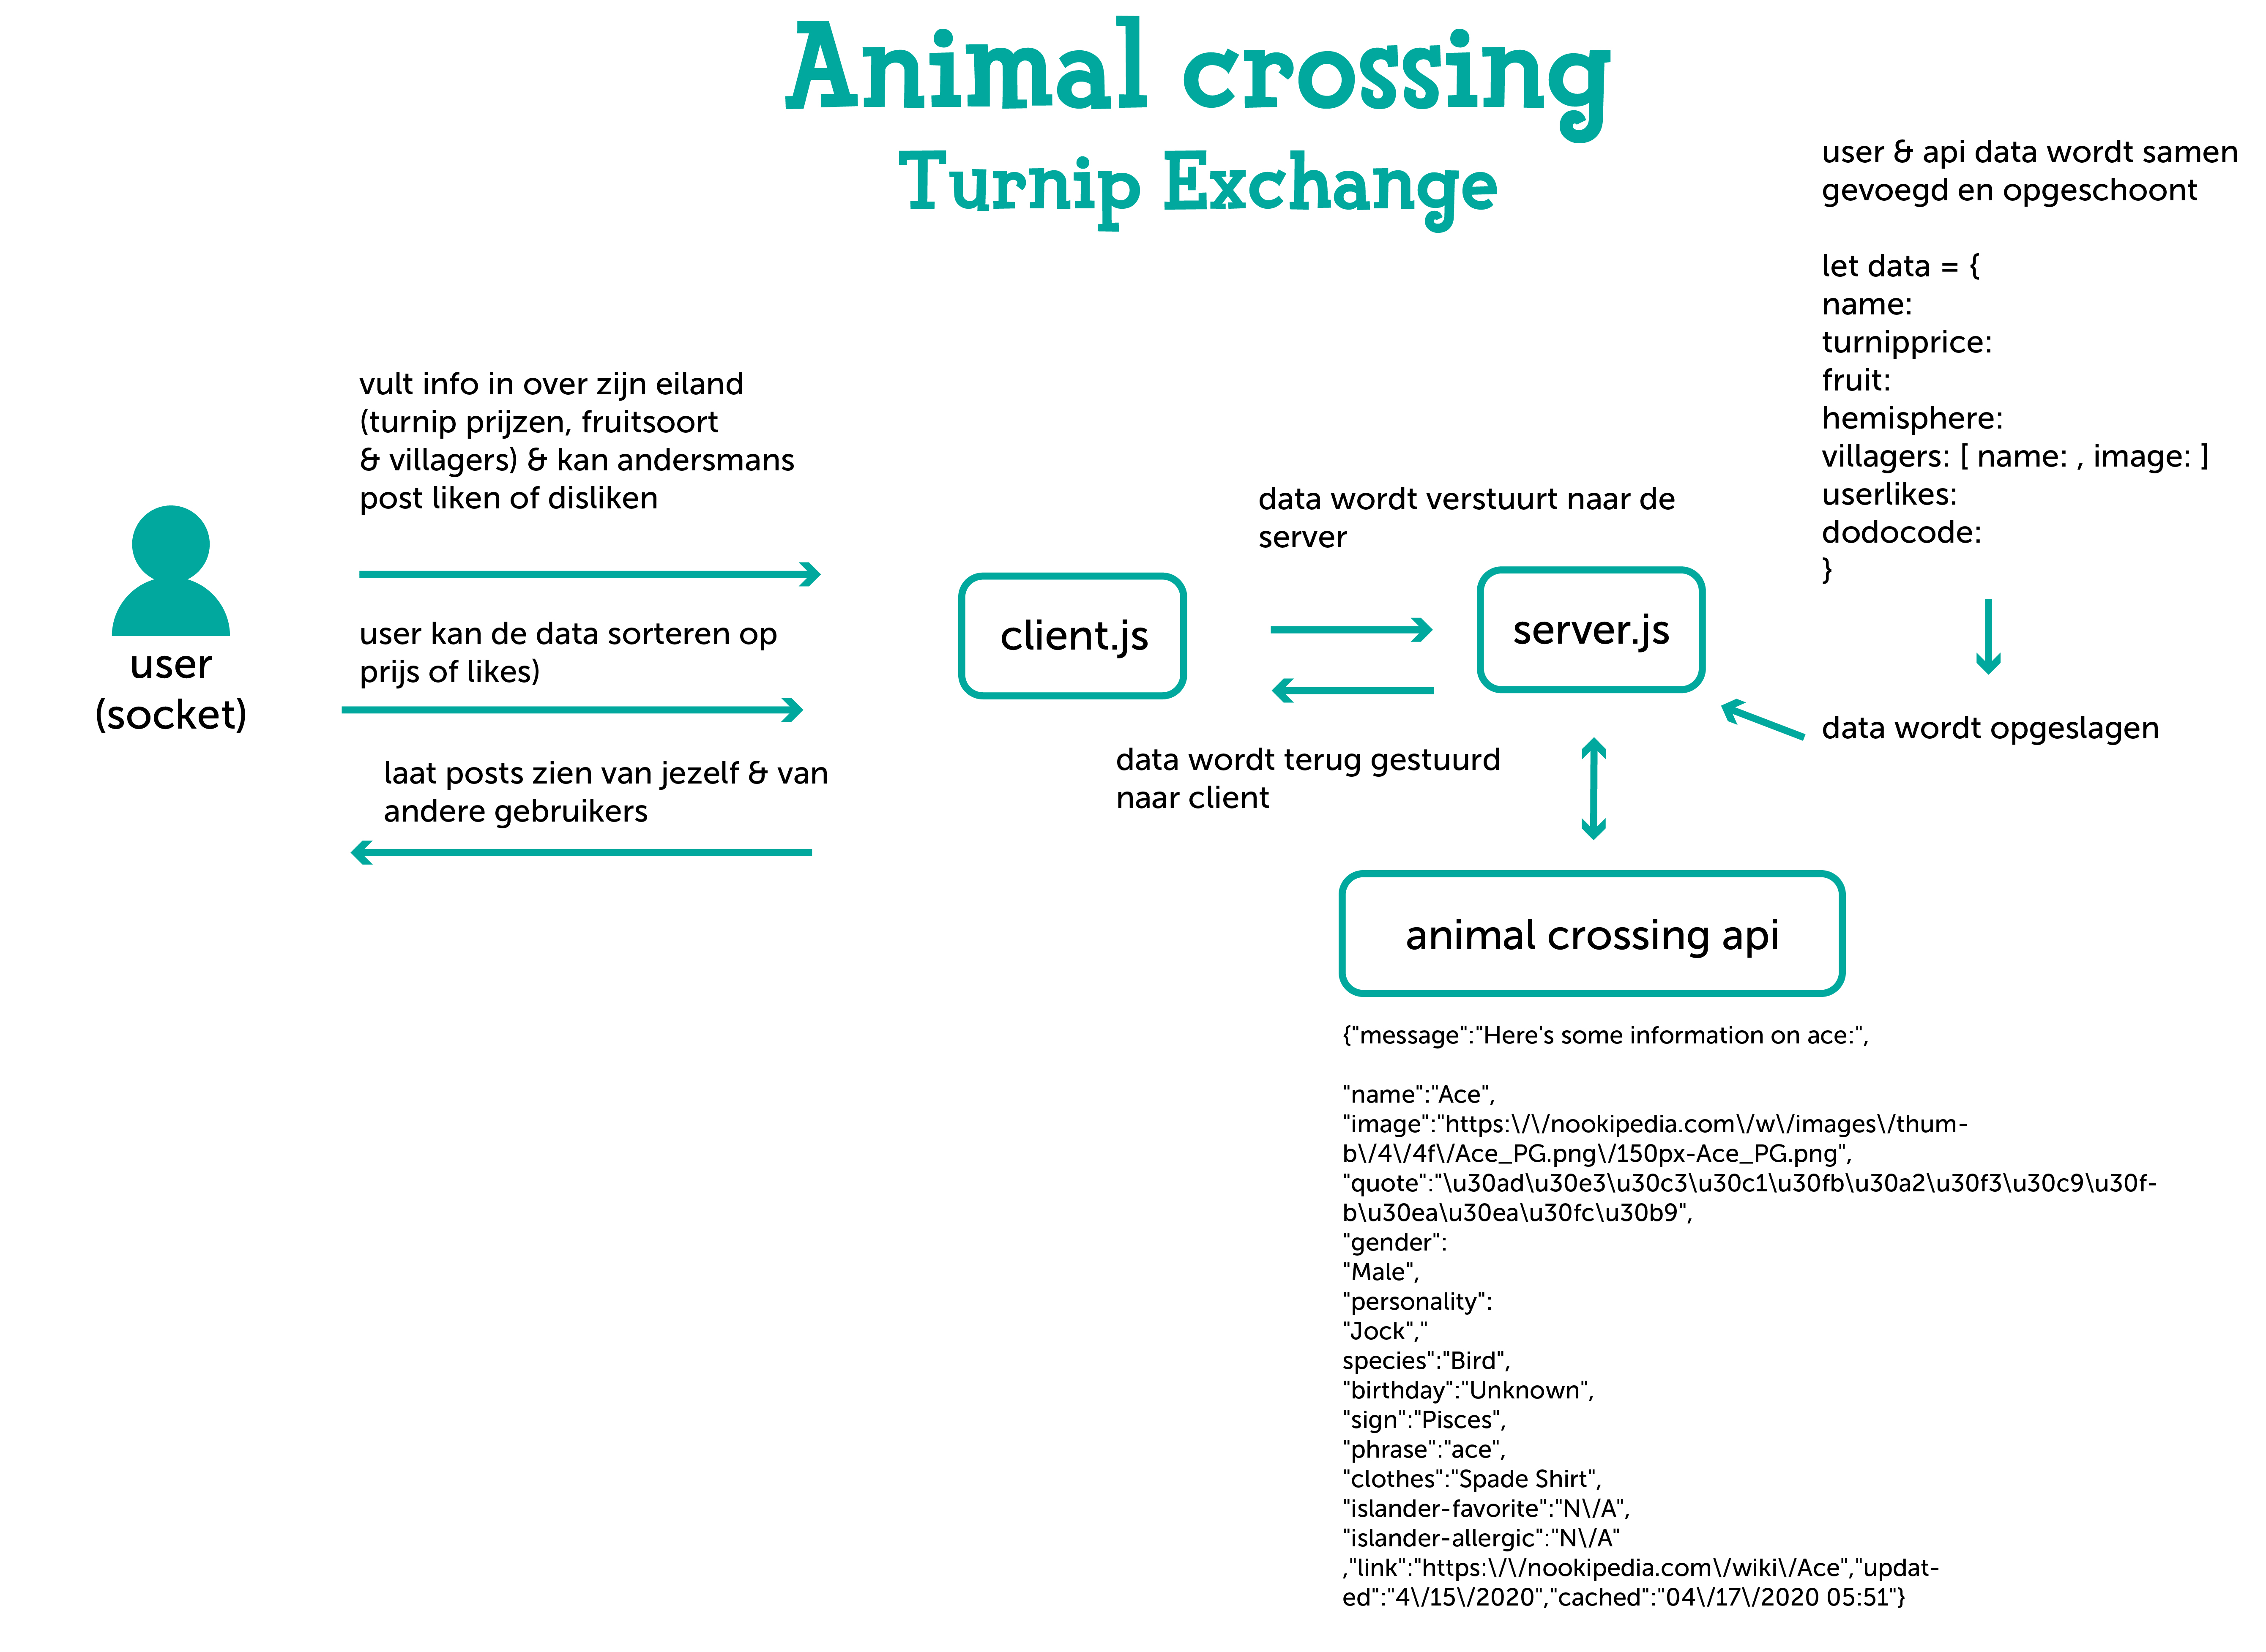 Animal crossing
Turnip Exchange
user & api data wordt samen
gevoegd en opgeschoont
let data = {
name:
turnipprice:
fruit:
hemisphere:
villagers: [ name: , image: ]
userlikes:
dodocode:
}
data wordt opgeslagen
vult info in over zijn eiland
(turnip prijzen, fruitsoort
& villagers) & kan andersmans
post liken of disliken
user kan de data sorteren op
prijs of likes)
laat posts zien van jezelf & van
andere gebruikers
user
(socket)
client.js
data wordt verstuurt naar de
server
server.js
data wordt terug gestuurd
naar client
animal crossing api
{"message":"Here's some information on ace:",
"name":"Ace",
"image":"https:\/\/nookipedia.com\/w\/images\/thum-
b\/4\/4f\/Ace_PG.png\/150px-Ace_PG.png",
"quote":"\u30ad\u30e3\u30c3\u30c1\u30fb\u30a2\u30f3\u30c9\u30f-
b\u30ea\u30ea\u30fc\u30b9",
"gender":
"Male",
"personality":
"Jock","
species":"Bird",
"birthday":"Unknown",
"sign":"Pisces",
"phrase":"ace",
"clothes":"Spade Shirt",
"islander-favorite":"N\/A",
"islander-allergic":"N\/A"
,"link":"https:\/\/nookipedia.com\/wiki\/Ace","updat-
ed":"4\/15\/2020","cached":"04\/17\/2020 05:51"}